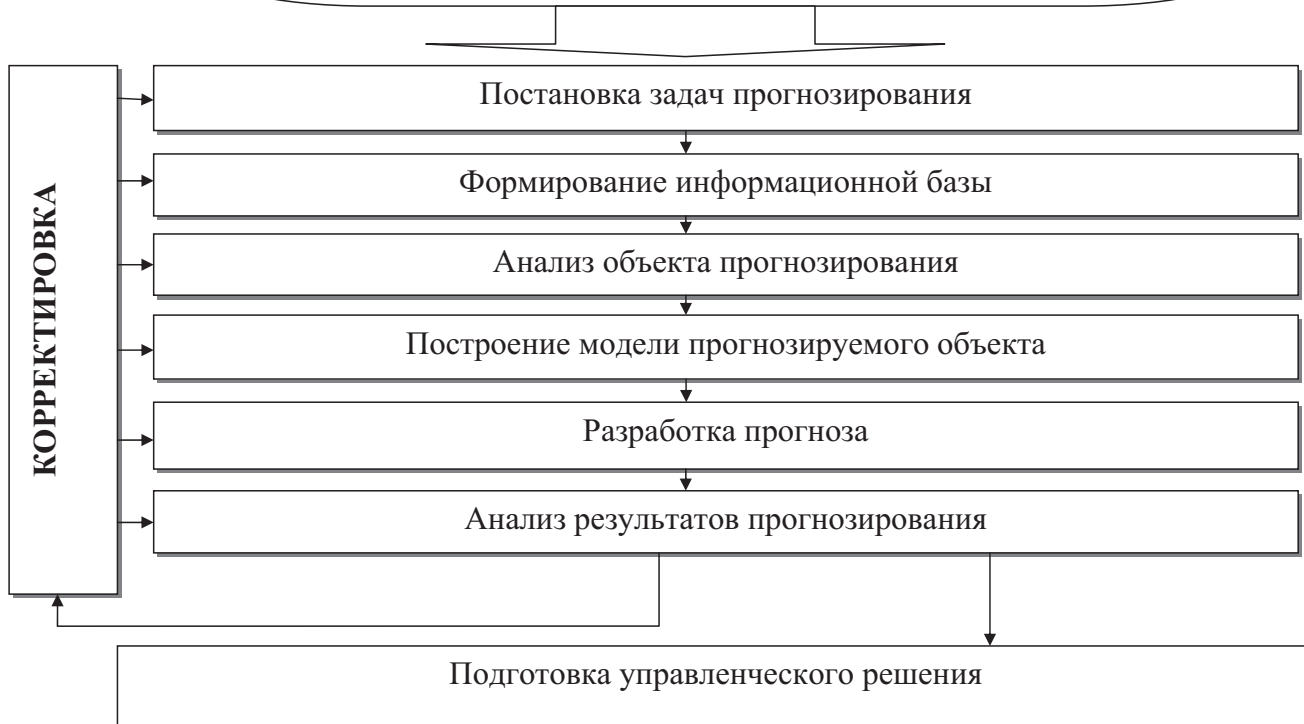 Постановка задач прогнозирования
Формирование информационной базы
Анализ объекта прогнозирования
Построение модели прогнозируемого объекта
Разработка прогноза
Анализ результатов прогнозирования
КОРРЕКТИРОВКА
Подготовка управленческого решения